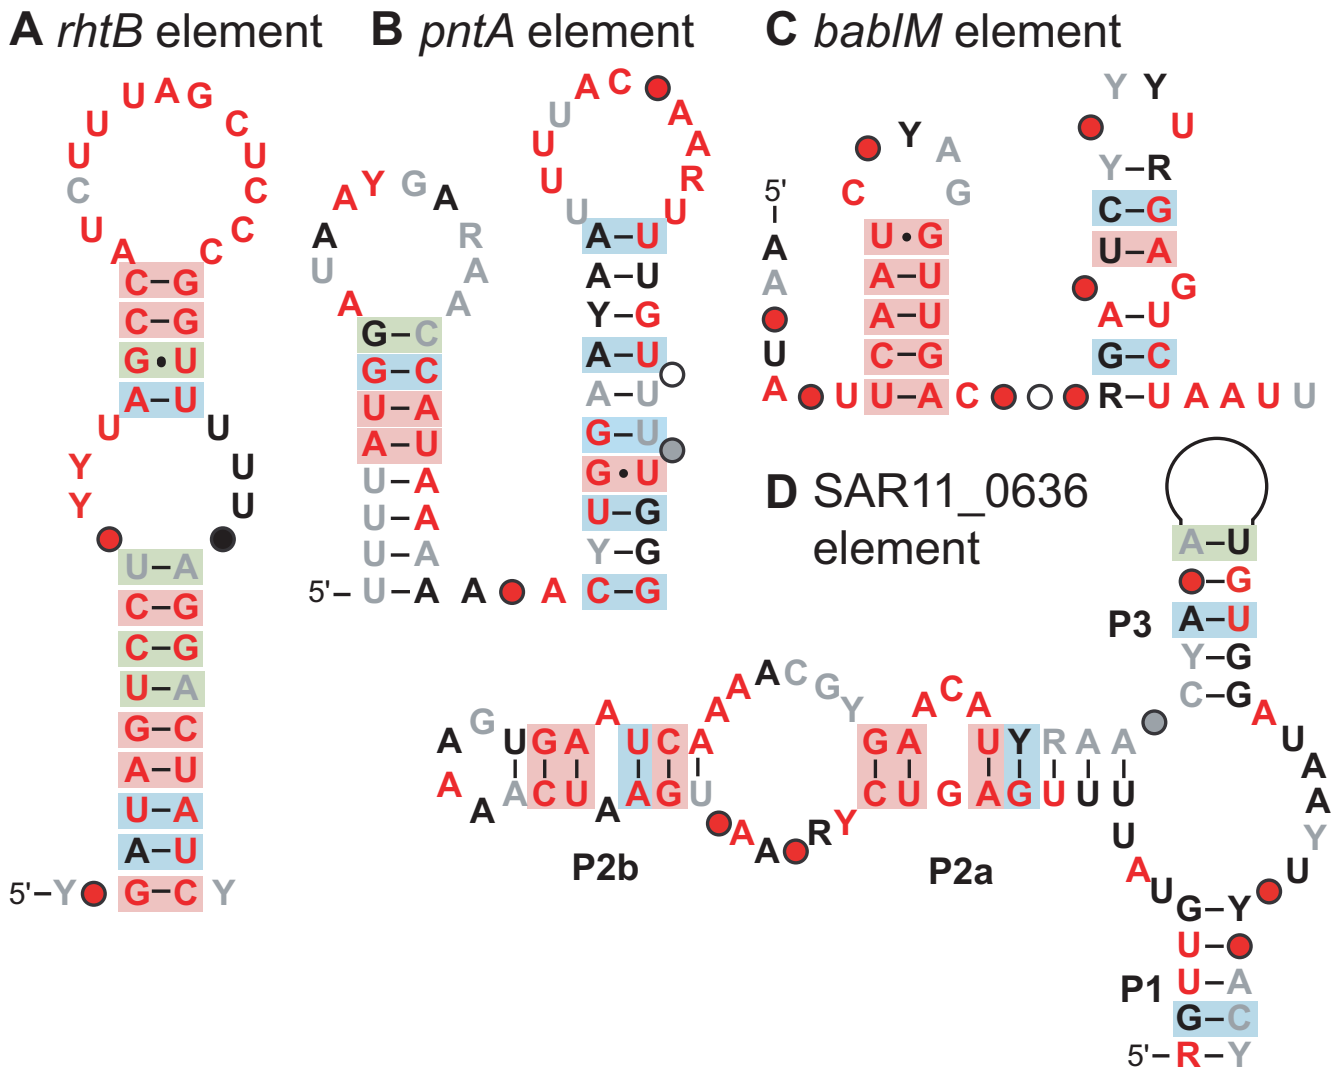 A rhtB element
U A G
U C
U U
C C
U C
A C
C–G
C–G
G·U
A–U
U U
Y U
Y U
U–A
C–G
C–G
U–A
G–C
A–U
U–A
A–U
5'–Y G–C Y
B pntA element
Y G
A A
A R
U A
A A
G–C
G–C
U–A
A–U
U–A
U–A
U–A
5'–U–A A A C–G
A C
U A
U A
U R
U U
A–U
A–U
Y–G
A–U
A–U
G–U
G·U
U–G
Y–G
C BablM element
5'
A
A
U
A U U–A C R–U A A U U
Y A
C G
U·G
A–U
A–U
C–G
Y Y
U
Y–R
C–G
U–A
G
A–U
G–C
D SAR11_0636
element
A–U
G
P3 A–U
Y–G
C–G
A
U
A
A
Y
U
A A A C G Y A C A
A G U G A A U C A G A U Y R A A
A A A C U A A G U C U G A G U U U
A A R Y
P2b
P2a
U
A
U
G–Y
U
P1 U–A
G–C
5'–R–Y